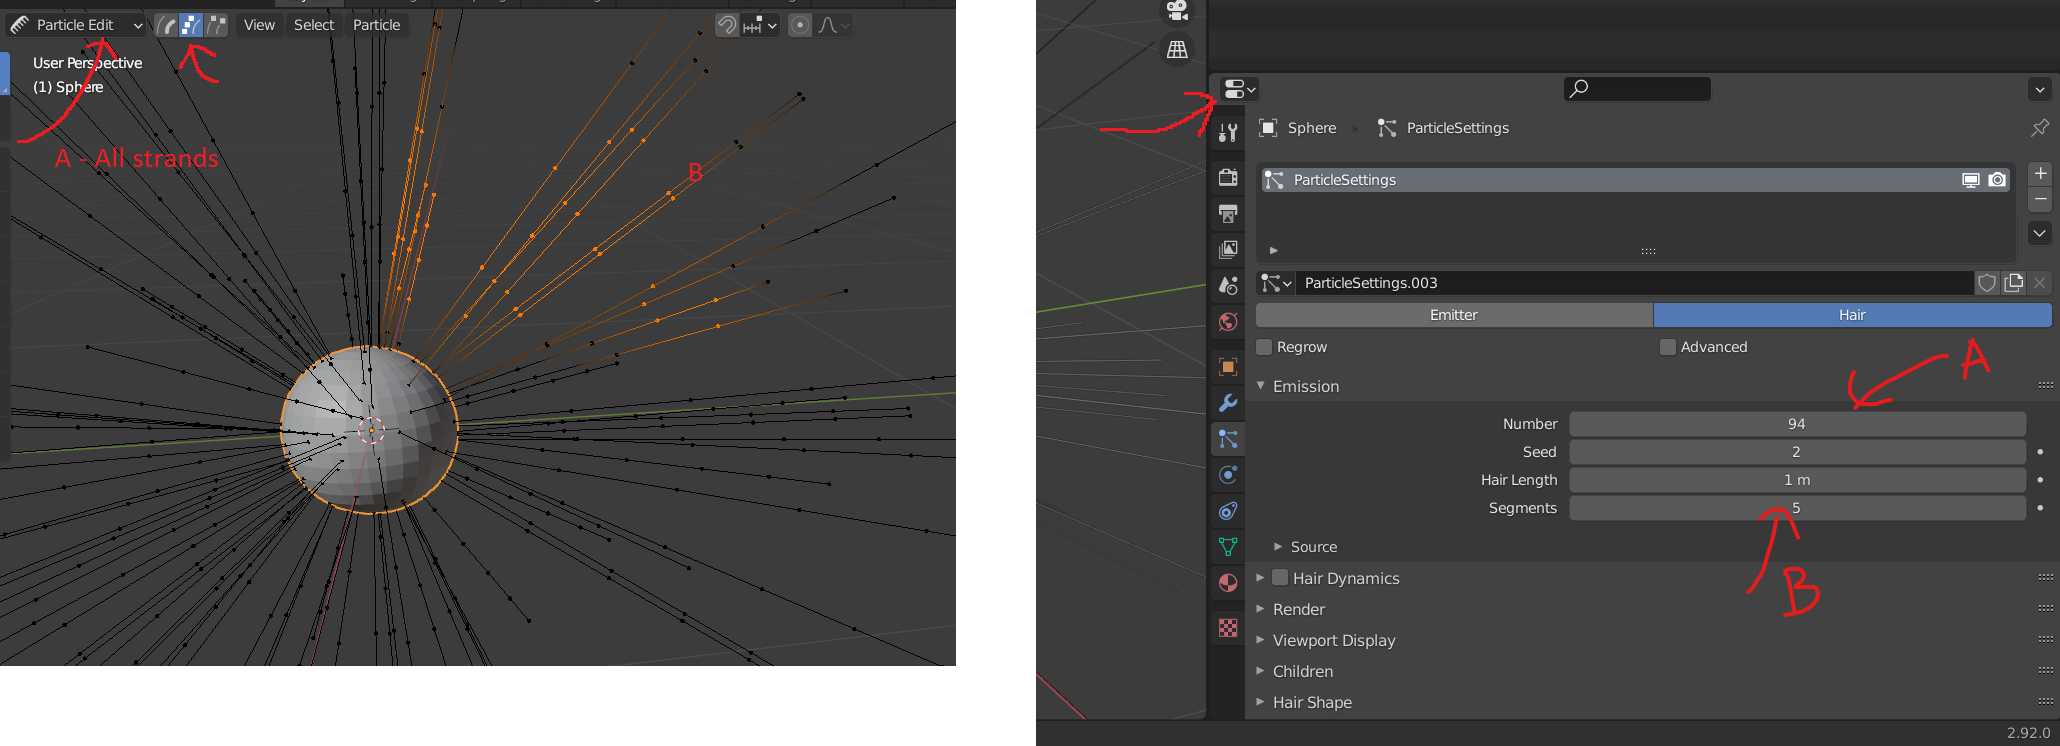 Particle Edit
View
Select
Particle
User Perspective
(1) Sphere
A - All strands
B
Sphere
ParticleSettings
ParticleSettings
ParticleSettings.003
Emitter
Hair
Regrow
Advanced
A
Emission
Number
94
Seed
2
Hair Length
1 m
Segments
5
B
Source
Hair Dynamics
Render
Viewport Display
Children
Hair Shape
2.92.0